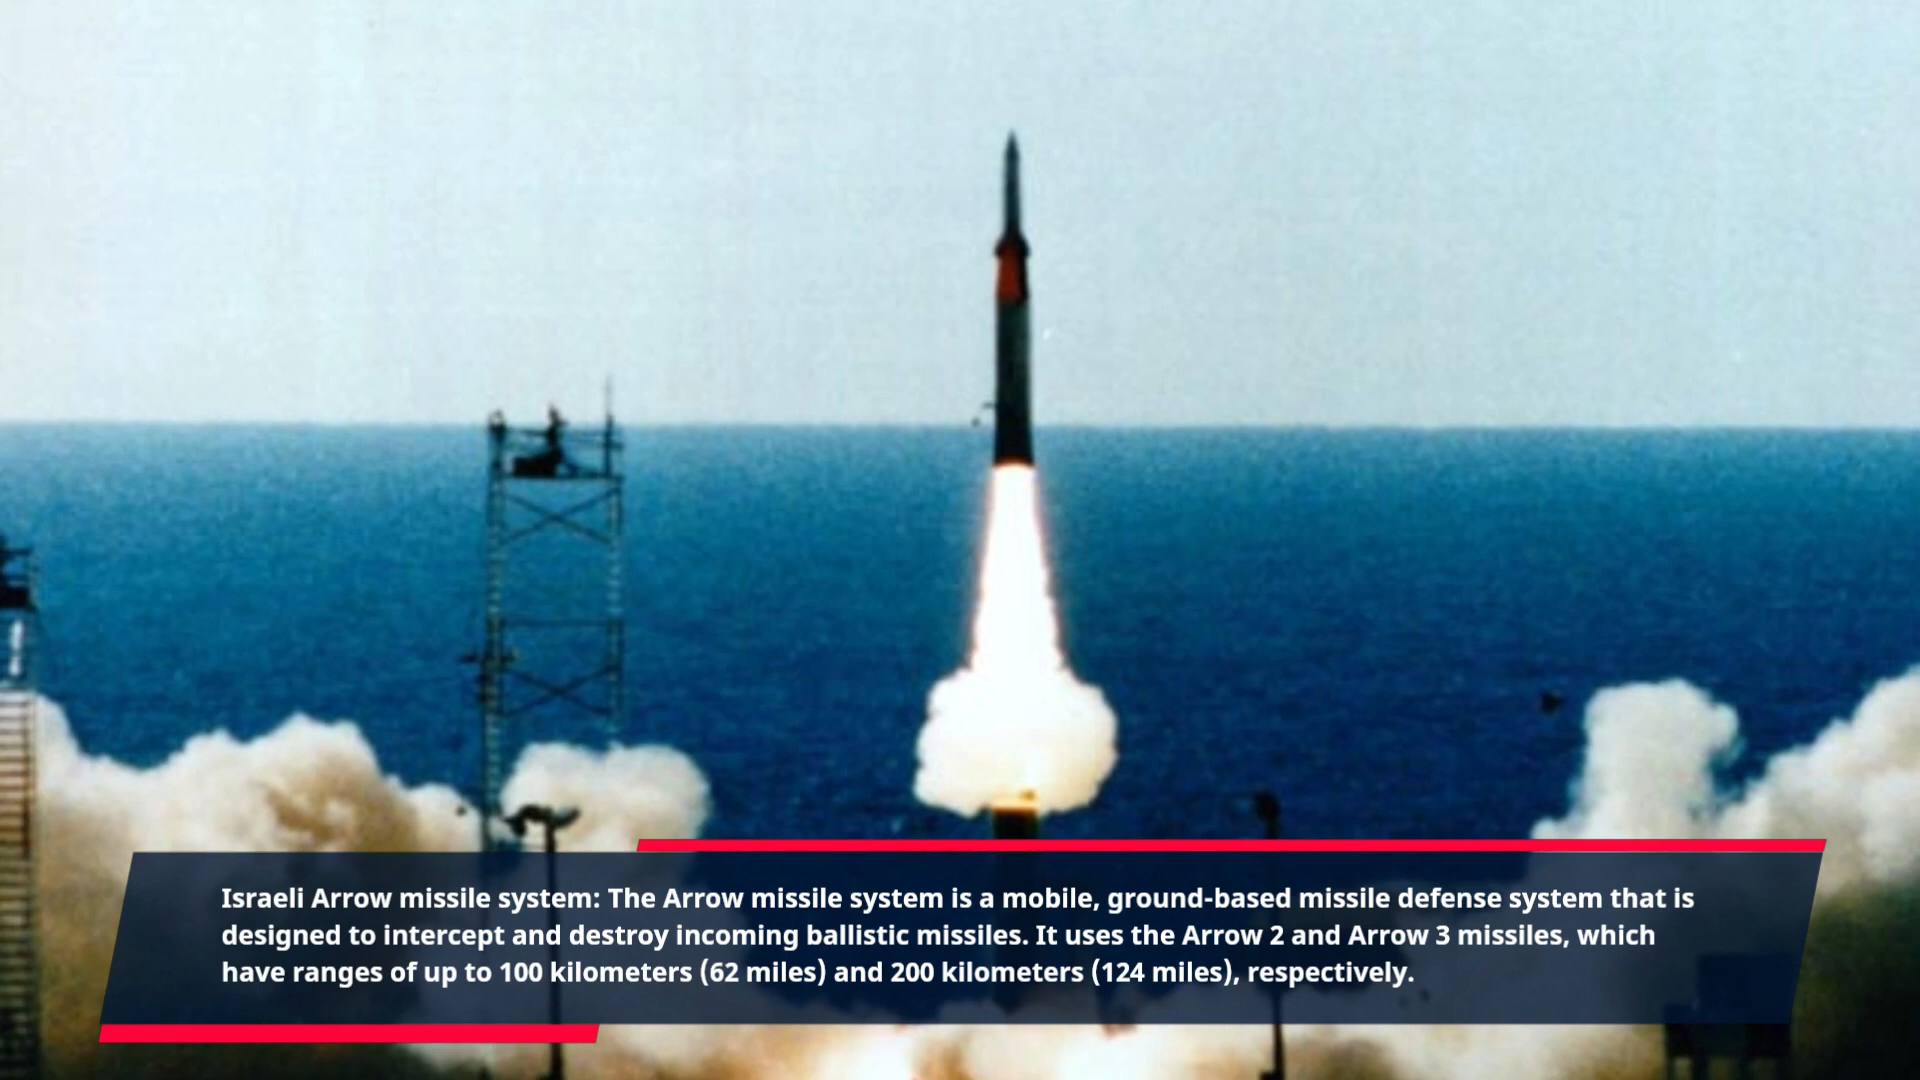 Israeli Arrow missile system: The Arrow missile system is a mobile, ground-based missile defense system that is
designed to intercept and destroy incoming ballistic missiles. It uses the Arrow 2 and Arrow 3 missiles, which
have ranges of up to 100 kilometers (62 miles) and 200 kilometers (124 miles), respectively.